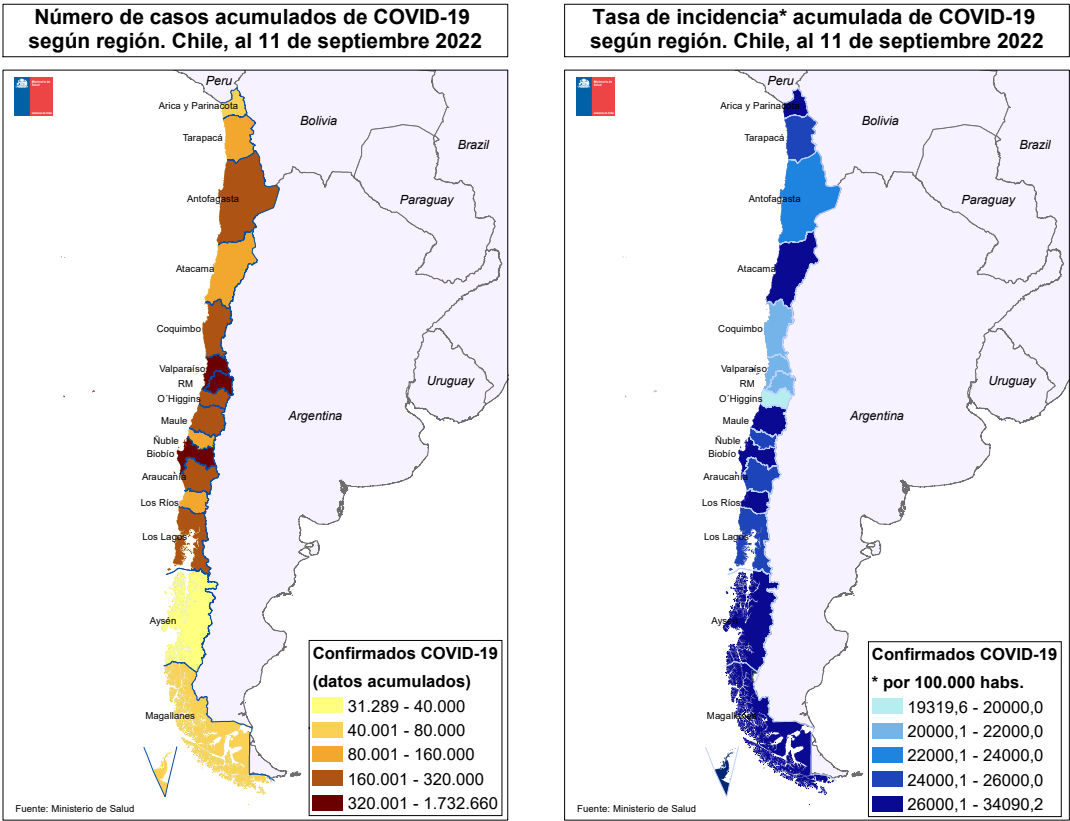 Número de casos acumulados de COVID-19
según región. Chile, al 11 de septiembre 2022
Peru
Arica y Parinacota
Bolivia
Tarapacá
Brazil
Antofagasta
Paraguay
Atacama
Coquimbo
Valparaíso
RM
Uruguay
O´Higgins
Argentina
Maule
Ñuble
Biobío
Araucanía
Los Ríos
Los Lagos
Aysén
Magallanes
Confirmados COVID-19
(datos acumulados)
31.289 - 40.000
40.001 - 80.000
80.001 - 160.000
160.001 - 320.000
320.001 - 1.732.660
Fuente: Ministerio de Salud
Tasa de incidencia* acumulada de COVID-19
según región. Chile, al 11 de septiembre 2022
Peru
Arica y Parinacota
Bolivia
Tarapacá
Brazil
Antofagasta
Paraguay
Atacama
Coquimbo
Valparaíso
RM
Uruguay
O´Higgins
Argentina
Maule
Ñuble
Biobío
Araucanía
Los Ríos
Los Lagos
Aysén
Magallanes
Confirmados COVID-19
* por 100.000 habs.
19319,6 - 20000,0
20000,1 - 22000,0
22000,1 - 24000,0
24000,1 - 26000,0
26000,1 - 34090,2
Fuente: Ministerio de Salud